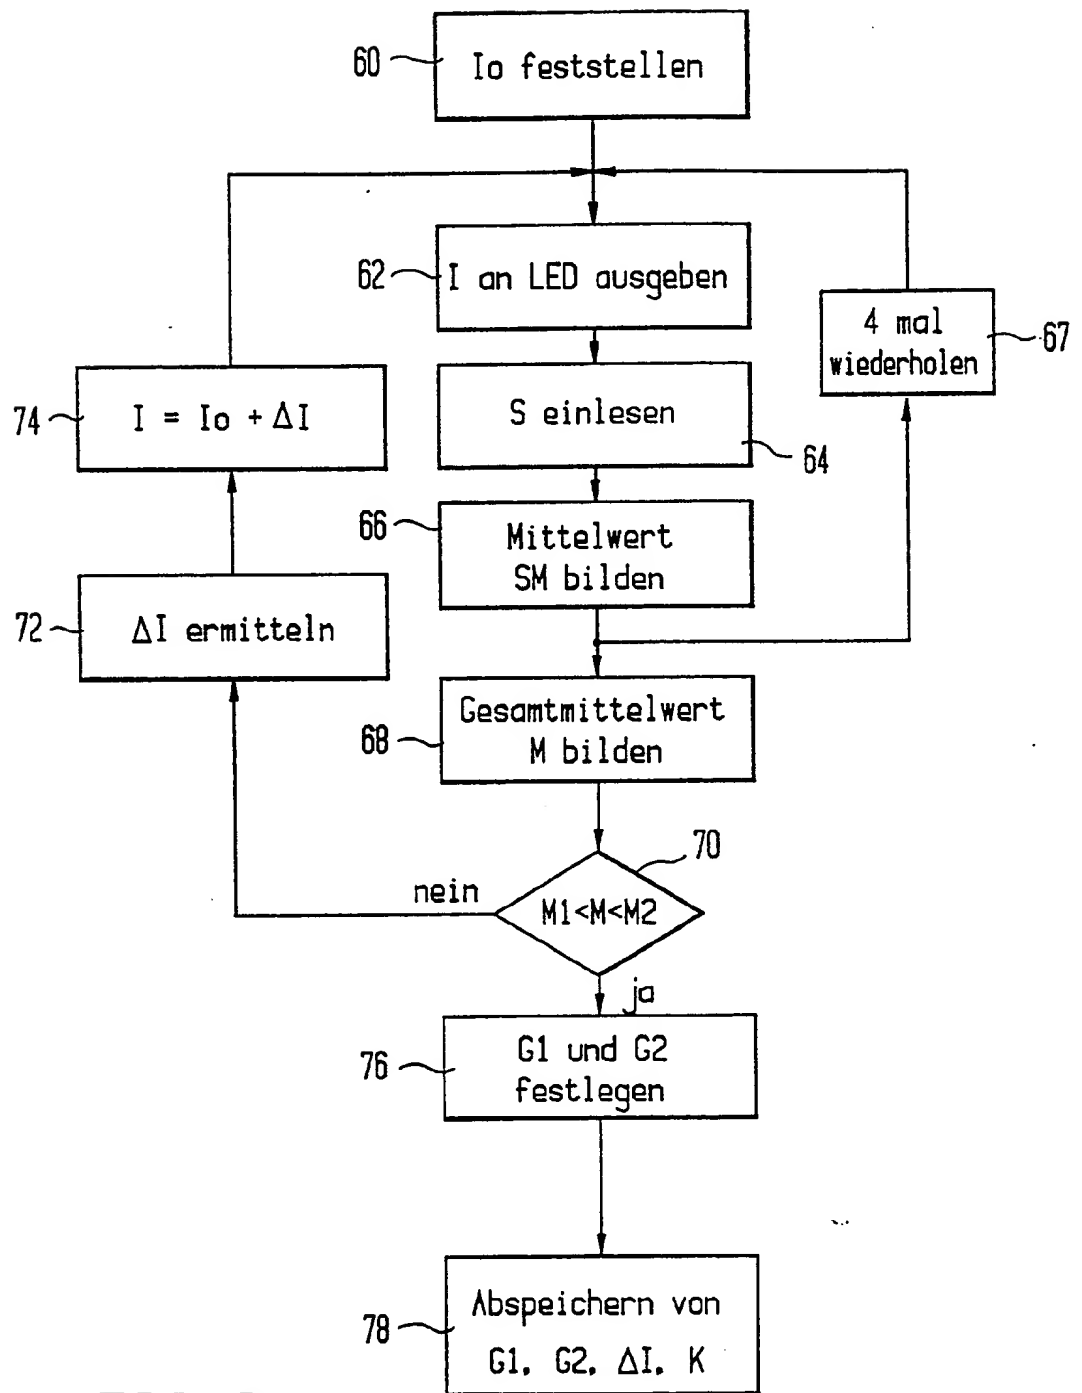 60
Io feststellen
62
I an LED ausgeben
4 mal
wiederholen
67
74
I = Io + ΔI
S einlesen
64
66
Mittelwert
SM bilden
72
ΔI ermitteln
68
Gesamtmittelwert
M bilden
70
nein
M1<M<M2
ja
76
G1 und G2
festlegen
78
Abspeichern von
G1, G2, ΔI, K